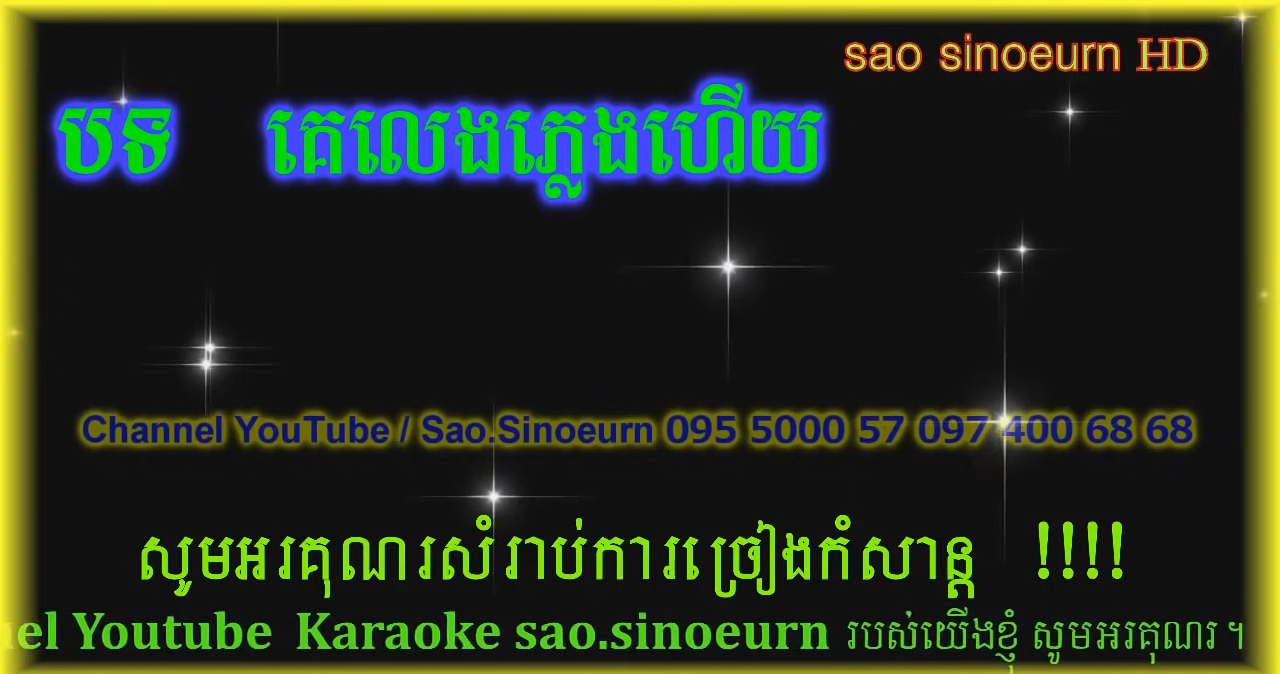 sao sinoeurn HD
បទ គេលេងភ្លេងហើយ
Channel YouTube / Sao.Sinoeurn 095 5000 57 097 400 68 68
សូមអរគុណរសំរាប់ការច្រៀងកំសាន្ត !!!!
el Youtube Karaoke sao.sinoeurn របស់យើងខ្ញុំ សូមអរគុណរ ។